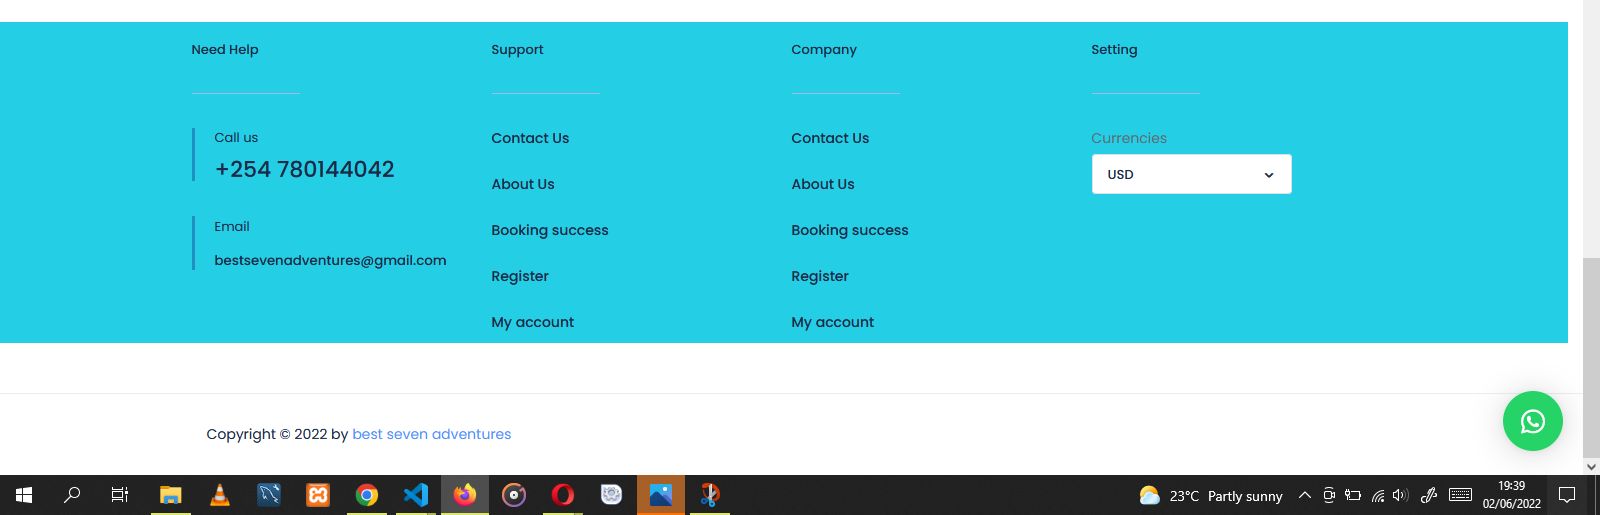 Need Help
Call us
+254 780144042
Email
bestsevenadventures@gmail.com
Support
Contact Us
About Us
Booking success
Register
My account
Company
Contact Us
About Us
Booking success
Register
My account
Setting
Currencies
USD
Copyright © 2022 by best seven adventures
23°C Partly sunny
19:39
02/06/2022